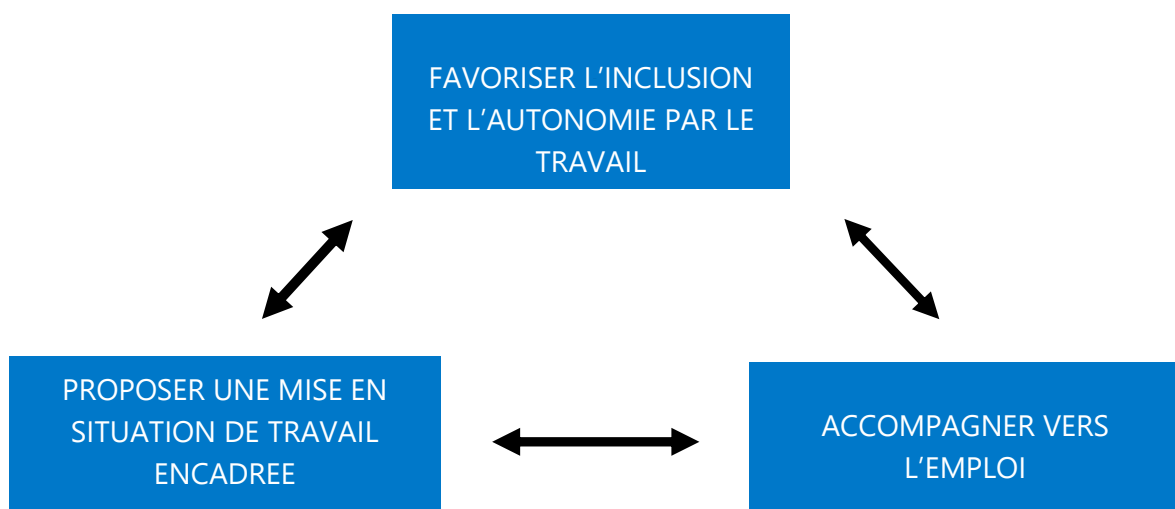 FAVORISER L’INCLUSION
ET L’AUTONOMIE PAR LE
TRAVAIL
PROPOSER UNE MISE EN
SITUATION DE TRAVAIL
ENCADREE
ACCOMPAGNER VERS
L’EMPLOI